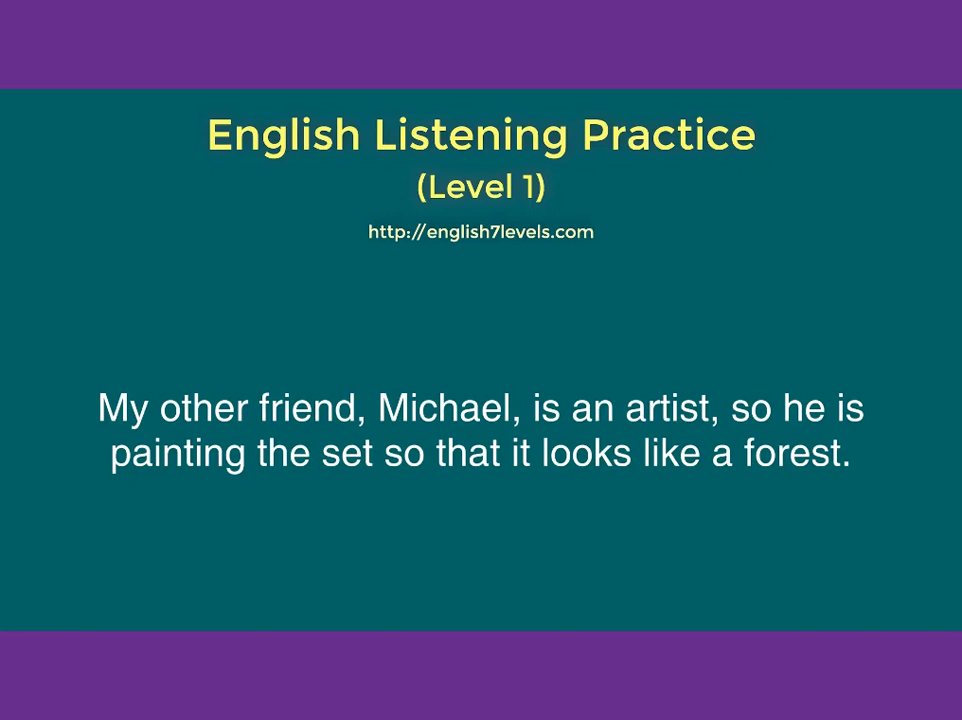 English Listening Practice
(Level 1)
http://english7levels.com
My other friend, Michael, is an artist, so he is
painting the set so that it looks like a forest.